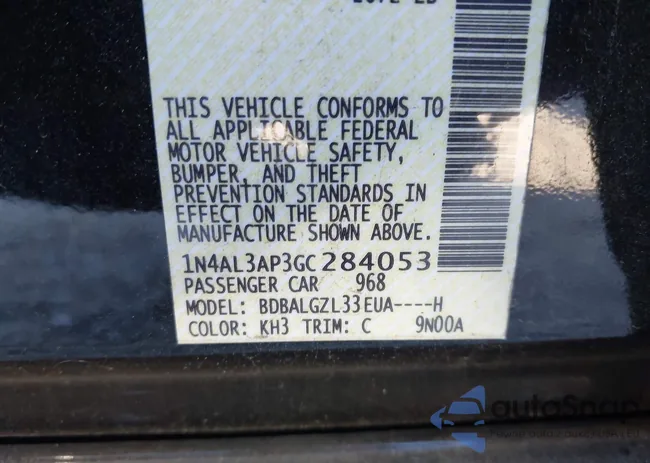 THIS VEHICLE CONFORMS TO
ALL APPLICABLE FEDERAL
MOTOR VEHICLE SAFETY,
BUMPER, AND THEFT
PREVENTION STANDARDS IN
EFFECT ON THE DATE OF
MANUFACTURE SHOWN ABOVE.
1N4AL3AP3GC284053
PASSENGER CAR 968
MODEL: BDBALGZL33EUA----H
COLOR: KH3 TRIM: C 9N00A
autoSnap